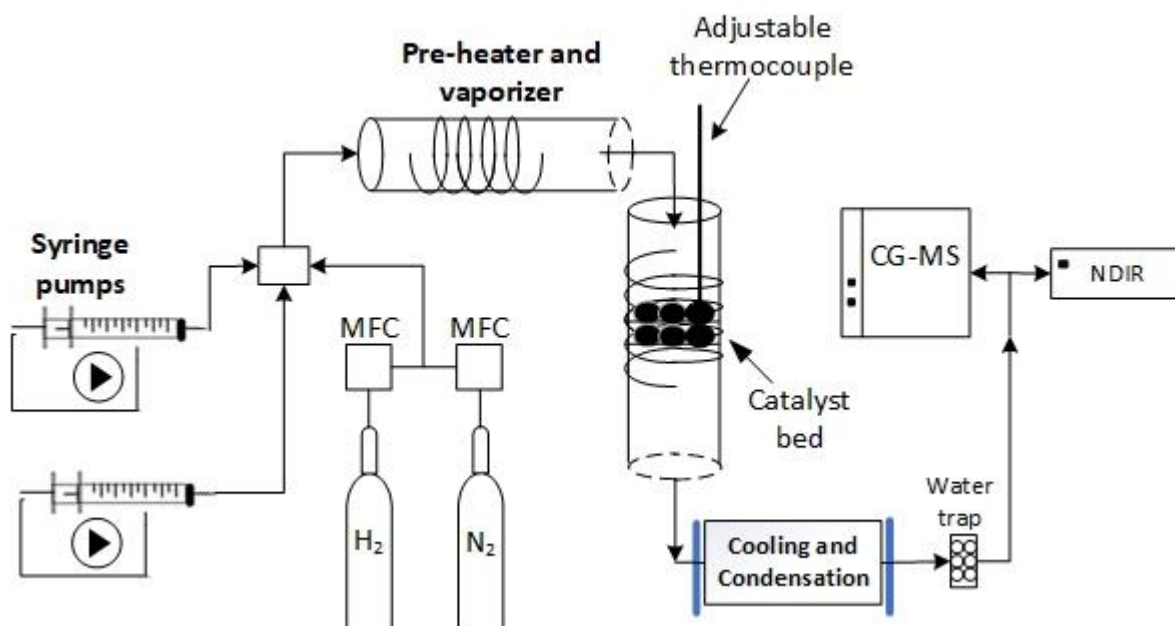 Adjustable
thermocouple
Pre-heater and
vaporizer
Syringe
pumps
CG-MS
NDIR
MFC
MFC
Catalyst
bed
Water
trap
H₂
N₂
Cooling and
Condensation